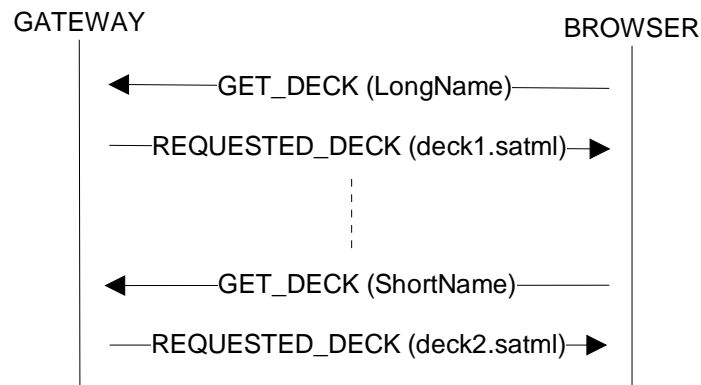 GATEWAY
BROWSER
GET_DECK (LongName)
REQUESTED_DECK (deck1.satml)
GET_DECK (ShortName)
REQUESTED_DECK (deck2.satml)